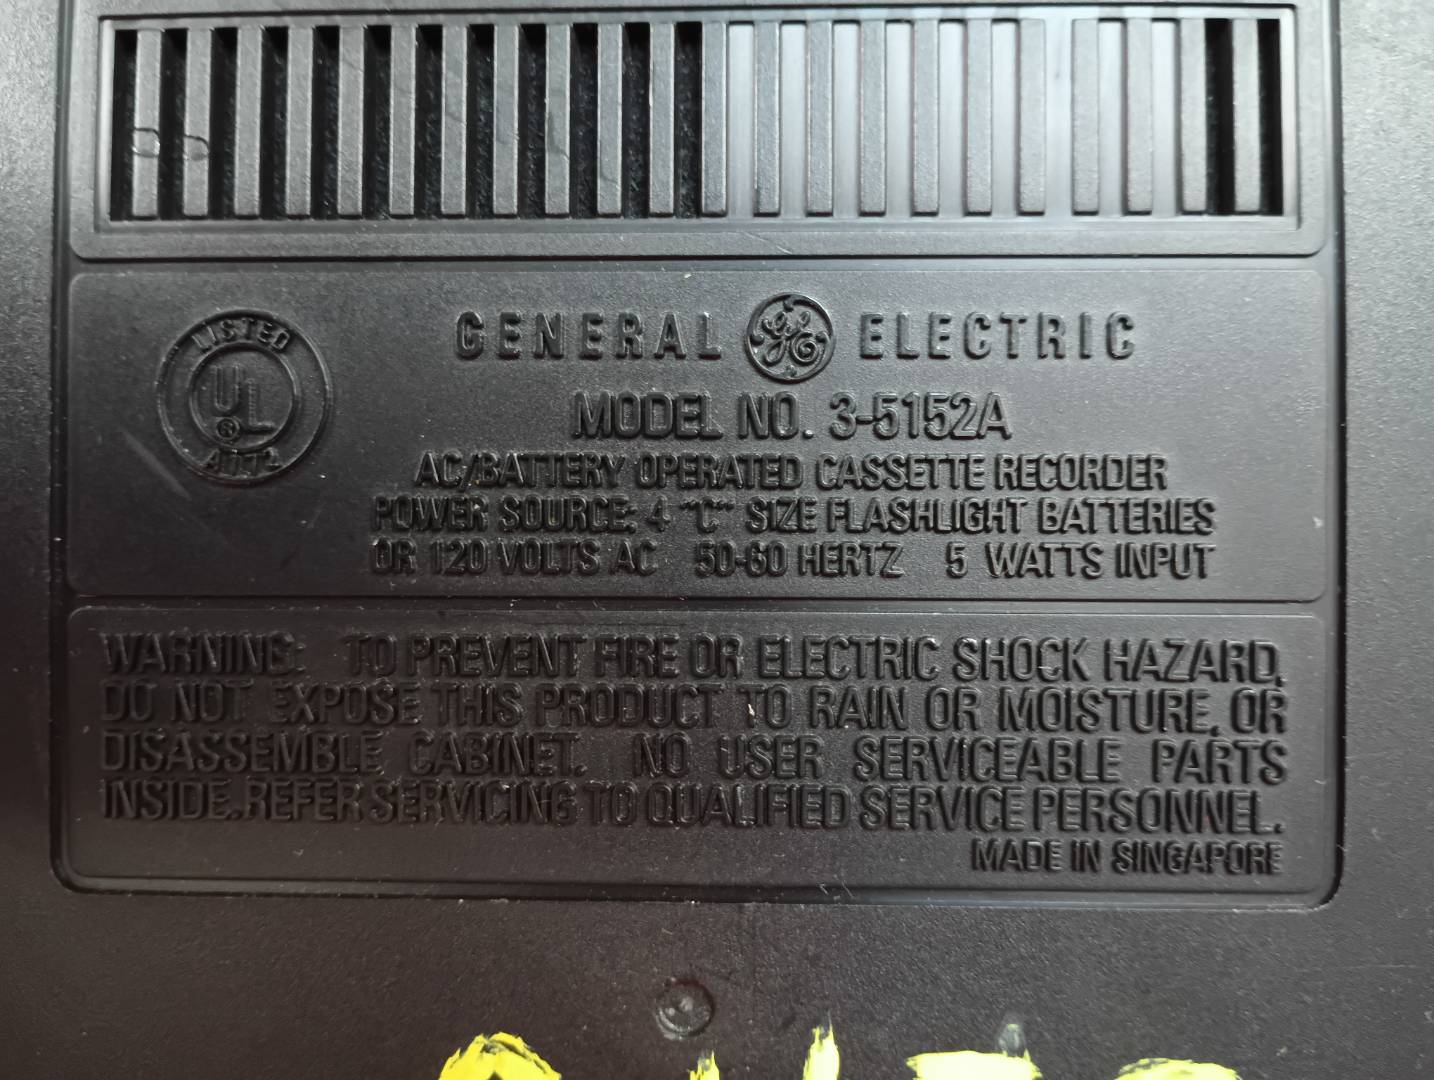 LISTED
UL
®
A072
GENERAL GE ELECTRIC
MODEL NO. 3-5152A
AC/BATTERY OPERATED CASSETTE RECORDER
POWER SOURCE: 4 "C" SIZE FLASHLIGHT BATTERIES
OR 120 VOLTS AC 50-60 HERTZ 5 WATTS INPUT
WARNING: TO PREVENT FIRE OR ELECTRIC SHOCK HAZARD,
DO NOT EXPOSE THIS PRODUCT TO RAIN OR MOISTURE, OR
DISASSEMBLE CABINET. NO USER SERVICEABLE PARTS
INSIDE. REFER SERVICING TO QUALIFIED SERVICE PERSONNEL.
MADE IN SINGAPORE